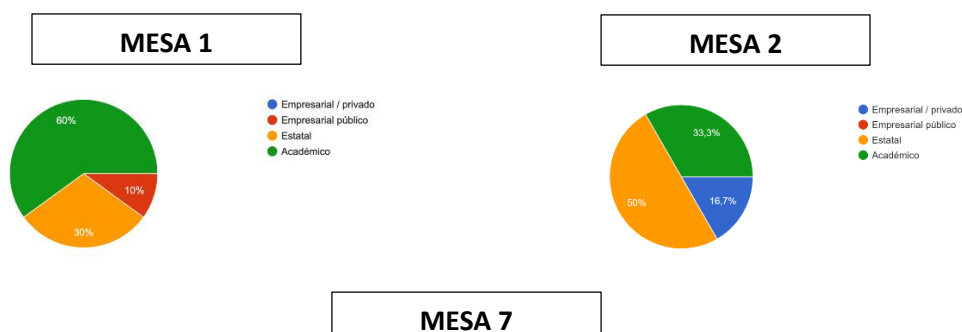 MESA 1
60%
10%
30%
Empresarial / privado
Empresarial público
Estatal
Académico
MESA 2
33,3%
50%
16,7%
Empresarial / privado
Empresarial público
Estatal
Académico
MESA 7